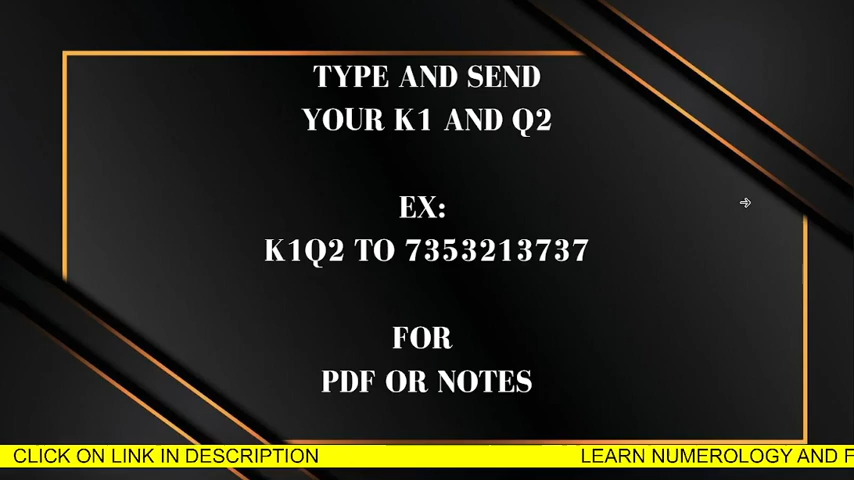 TYPE AND SEND
YOUR K1 AND Q2
EX:
K1Q2 TO 7353213737
FOR
PDF OR NOTES
CLICK ON LINK IN DESCRIPTION
LEARN NUMEROLOGY AND F